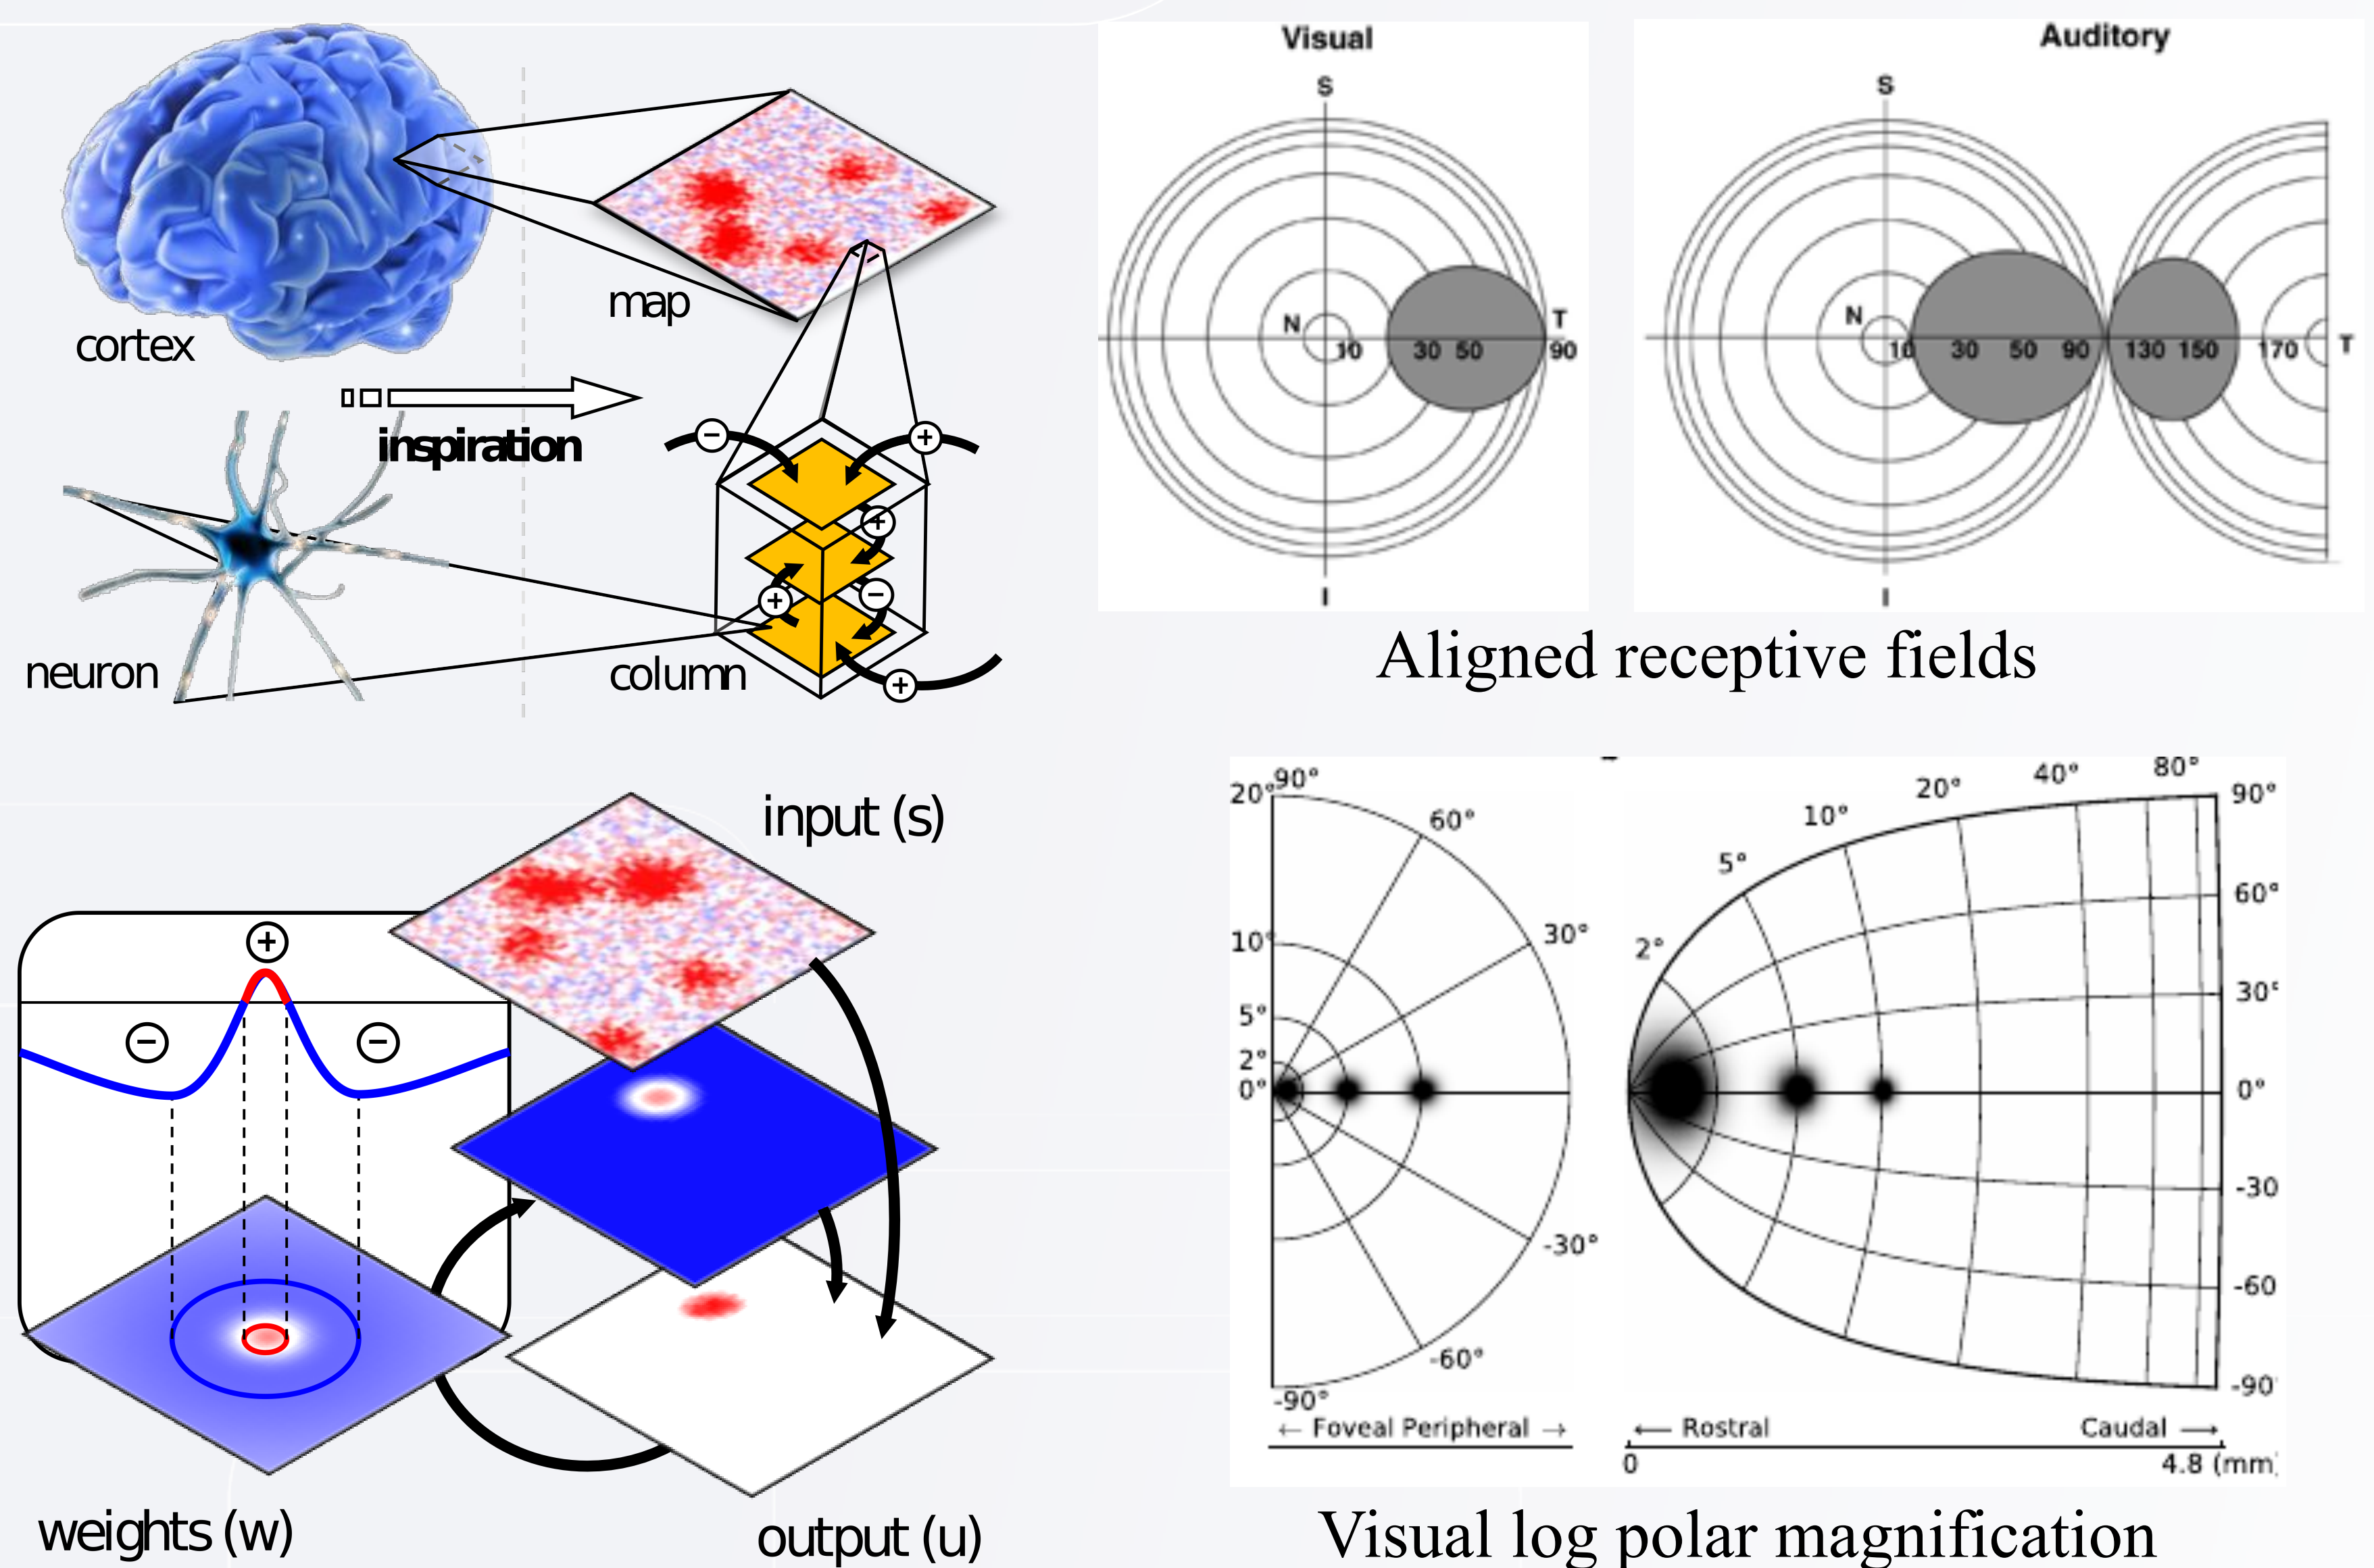 cortex
map
inspiration
neuron
column
−
+
+
+
−
+
Visual
S
N
T
10
30
50
90
I
Auditory
S
N
10
30
50
90
130
150
170
T
I
Aligned receptive fields
input (s)
+
−
−
weights (w)
output (u)
20°
90°
60°
10°
30°
5°
2°
0°
-30°
-60°
-90°
← Foveal Peripheral →
2°
5°
10°
20°
40°
80°
90°
60°
30°
0°
-30
-60
-90
← Rostral
Caudal →
0
4.8 (mm)
Visual log polar magnification